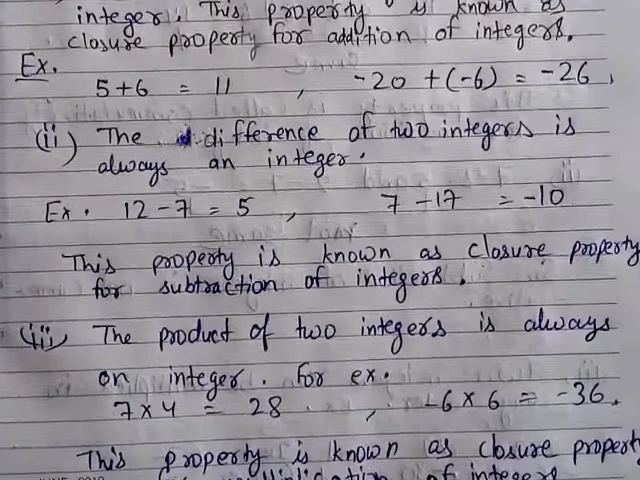 integer. This property is known as
closure property for addition of integers.
Ex.
5+6 = 11 , -20 +(-6) = -26 .
(ii) The difference of two integers is
always an integer.
Ex. 12-7 = 5 , 7-17 = -10
This property is known as closure property
for subtraction of integers.
(iii) The product of two integers is always
on integer. For ex.
7×4 = 28 , -6×6 = -36.
This property is known as closure property
of integers